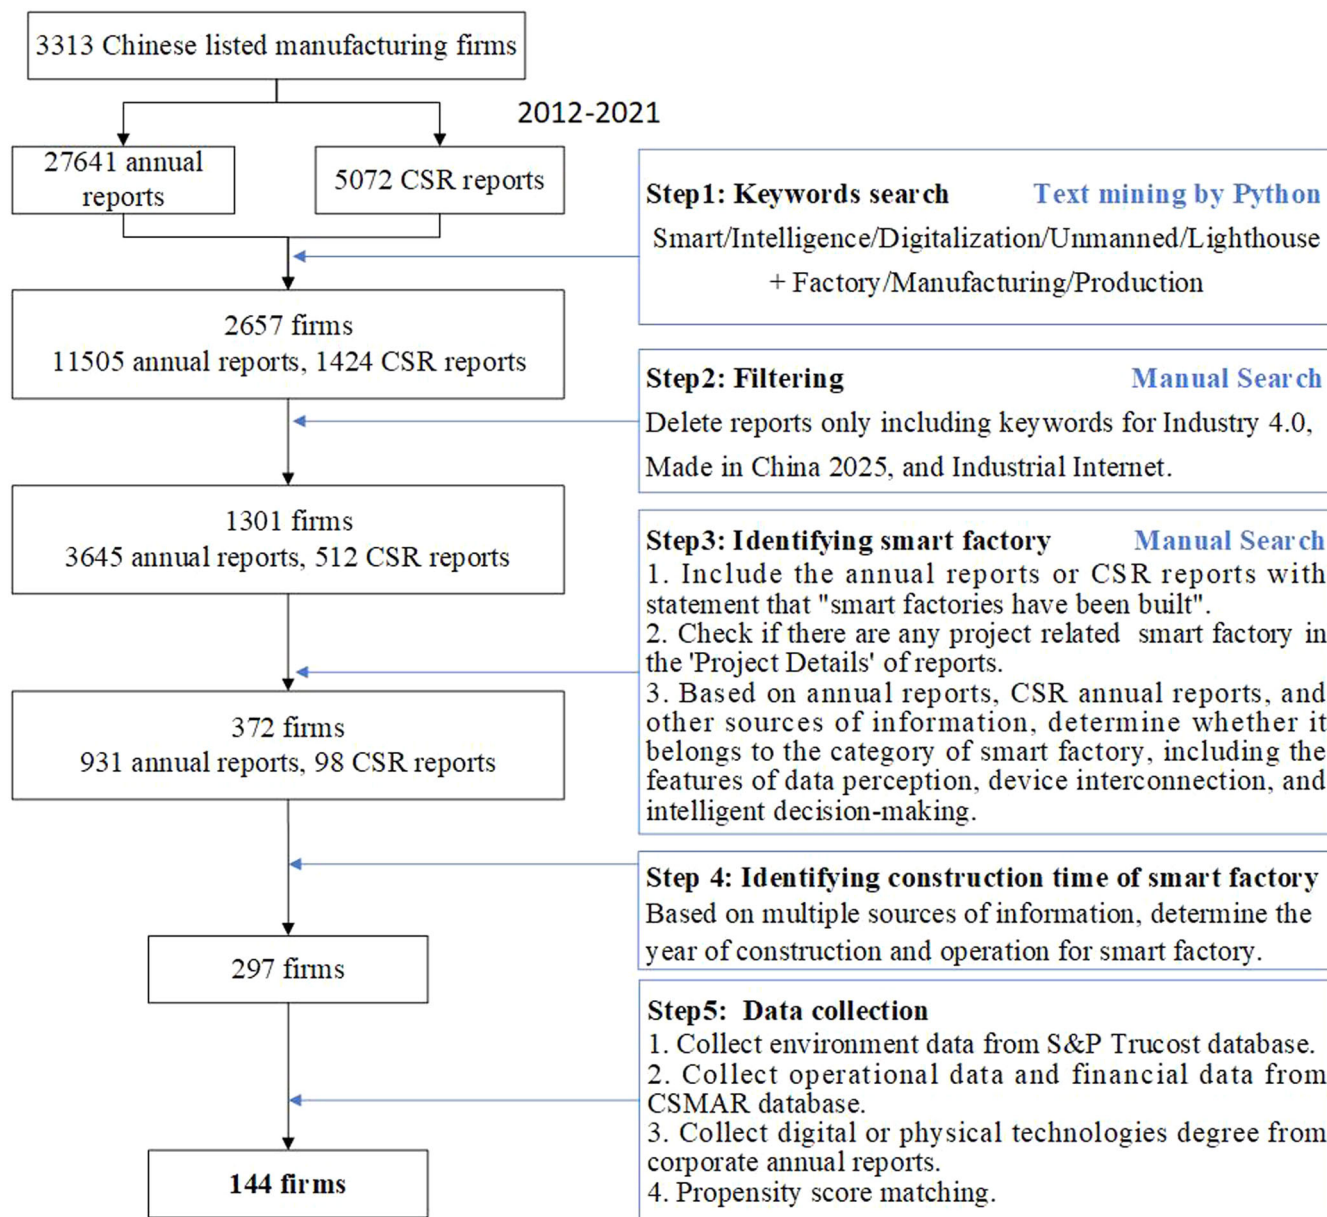 3313 Chinese listed manufacturing firms
2012-2021
27641 annual
reports
5072 CSR reports
Step1: Keywords search Text mining by Python
Smart/Intelligence/Digitalization/Unmanned/Lighthouse
+ Factory/Manufacturing/Production
2657 firms
11505 annual reports, 1424 CSR reports
Step2: Filtering Manual Search
Delete reports only including keywords for Industry 4.0,
Made in China 2025, and Industrial Internet.
1301 firms
3645 annual reports, 512 CSR reports
Step3: Identifying smart factory Manual Search
1. Include the annual reports or CSR reports with
statement that "smart factories have been built".
2. Check if there are any project related smart factory in
the 'Project Details' of reports.
3. Based on annual reports, CSR annual reports, and
other sources of information, determine whether it
belongs to the category of smart factory, including the
features of data perception, device interconnection, and
intelligent decision-making.
372 firms
931 annual reports, 98 CSR reports
Step 4: Identifying construction time of smart factory
Based on multiple sources of information, determine the
year of construction and operation for smart factory.
297 firms
Step5: Data collection
1. Collect environment data from S&P Trucost database.
2. Collect operational data and financial data from
CSMAR database.
3. Collect digital or physical technologies degree from
corporate annual reports.
4. Propensity score matching.
144 firms